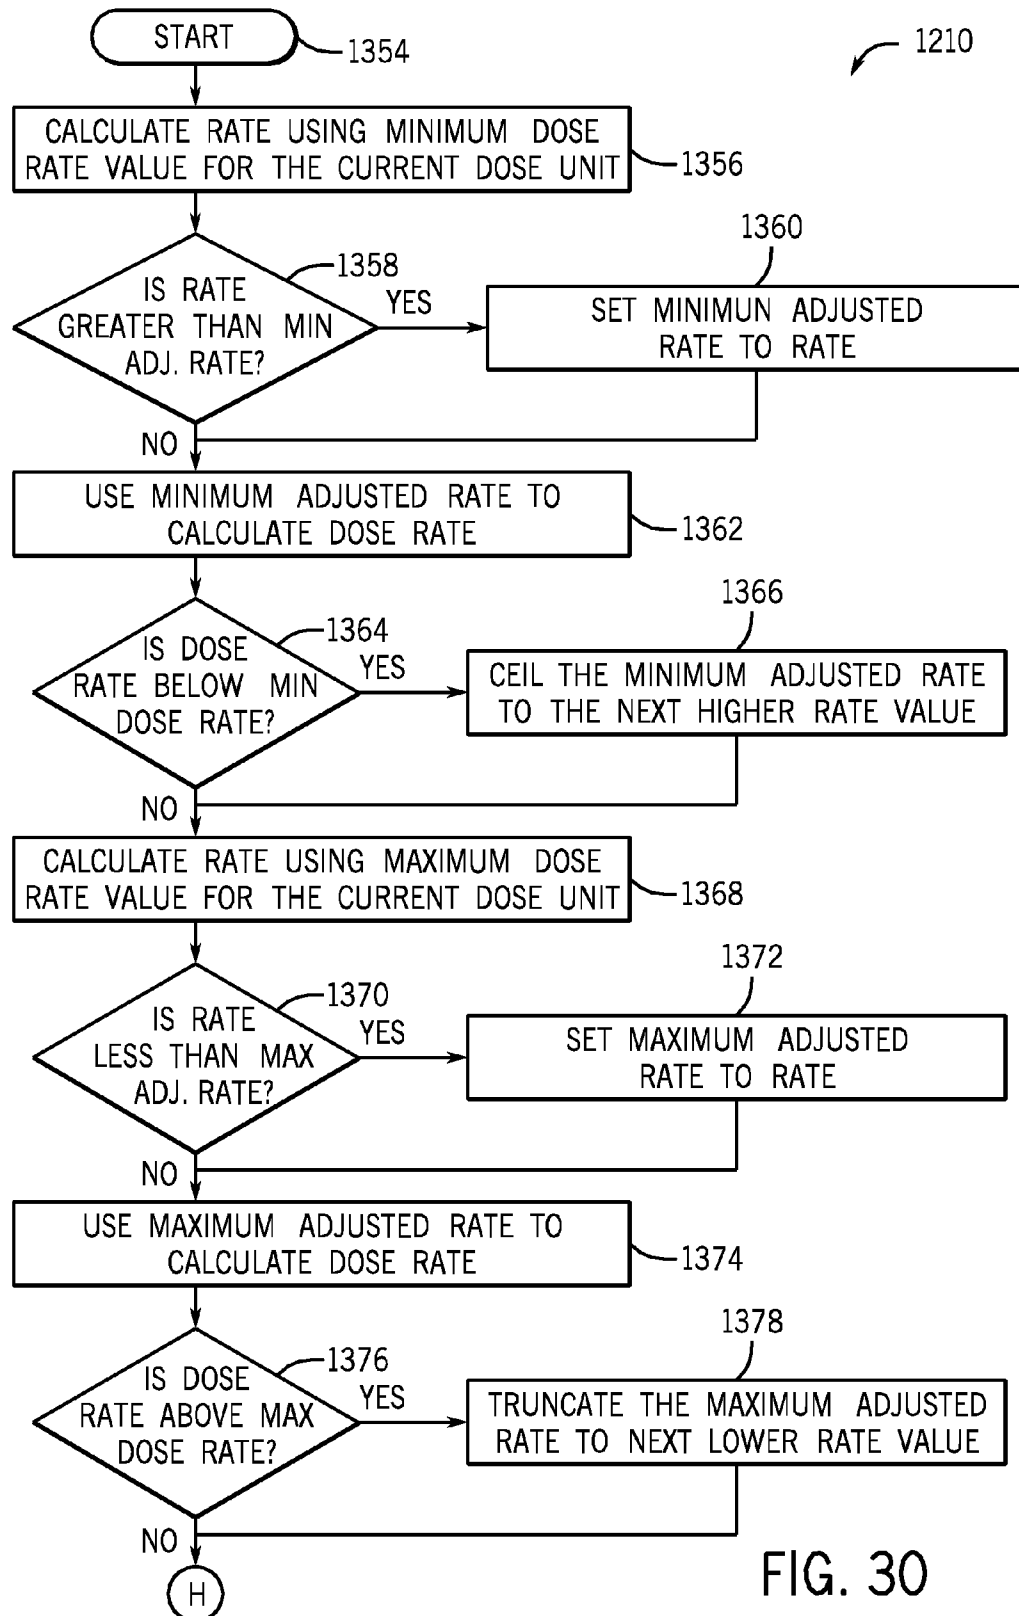 START
1354
1210
CALCULATE RATE USING MINIMUM DOSE
RATE VALUE FOR THE CURRENT DOSE UNIT
1356
1358
IS RATE
GREATER THAN MIN
ADJ. RATE?
YES
1360
SET MINIMUN ADJUSTED
RATE TO RATE
NO
USE MINIMUM ADJUSTED RATE TO
CALCULATE DOSE RATE
1362
1364
IS DOSE
RATE BELOW MIN
DOSE RATE?
YES
1366
CEIL THE MINIMUM ADJUSTED RATE
TO THE NEXT HIGHER RATE VALUE
NO
CALCULATE RATE USING MAXIMUM DOSE
RATE VALUE FOR THE CURRENT DOSE UNIT
1368
1370
IS RATE
LESS THAN MAX
ADJ. RATE?
YES
1372
SET MAXIMUM ADJUSTED
RATE TO RATE
NO
USE MAXIMUM ADJUSTED RATE TO
CALCULATE DOSE RATE
1374
1376
IS DOSE
RATE ABOVE MAX
DOSE RATE?
YES
1378
TRUNCATE THE MAXIMUM ADJUSTED
RATE TO NEXT LOWER RATE VALUE
NO
H
FIG. 30